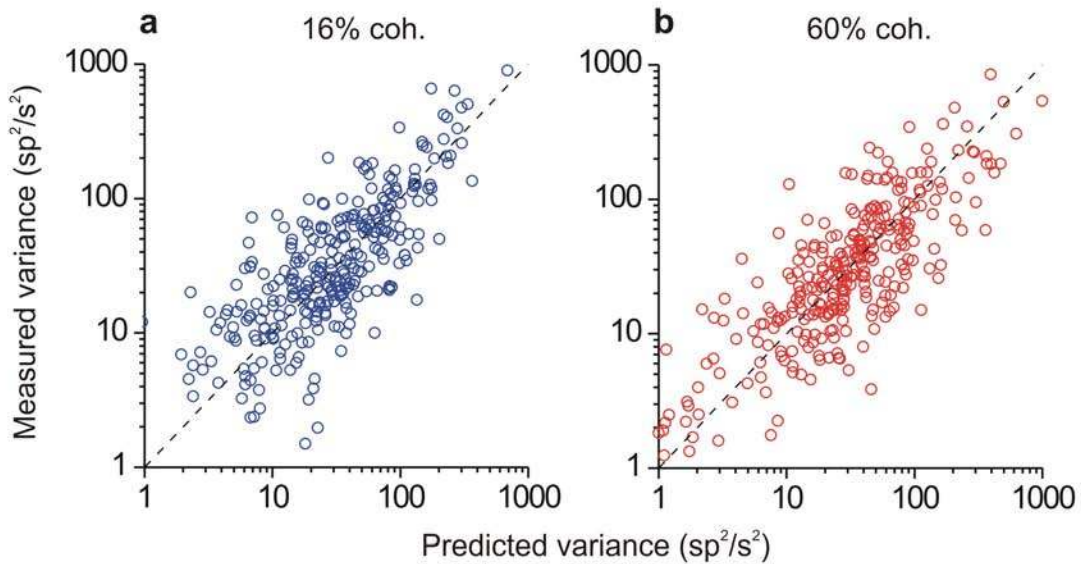 a 16% coh.
b 60% coh.
Measured variance (sp²/s²)
1000
100
10
1
1 10 100 1000
1000
100
10
1
1 10 100 1000
Predicted variance (sp²/s²)